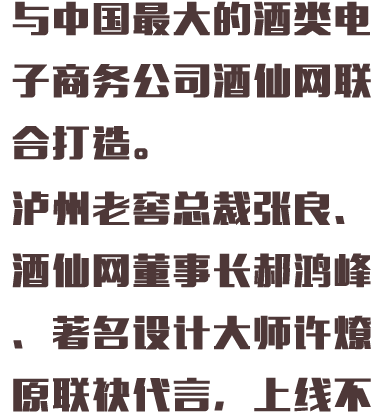 与中国最大的酒类电
子商务公司酒仙网联
合打造。
泸州老窖总裁张良、
酒仙网董事长郝鸿峰
、著名设计大师许燎
原联袂代言，上线不